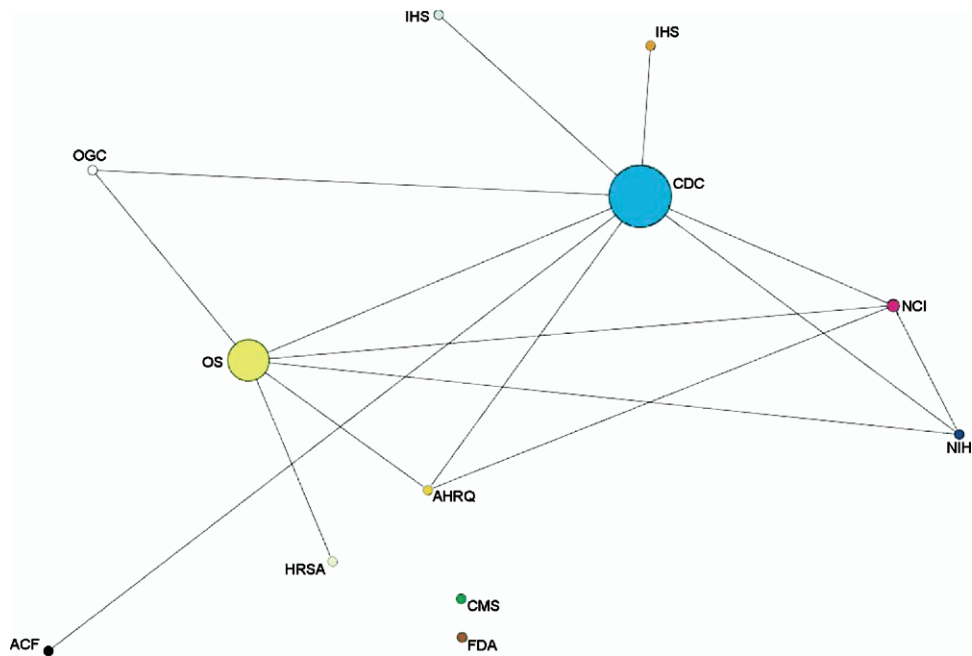 IHS
IHS
OGC
CDC
NCI
OS
NIH
AHRQ
HRSA
CMS
ACF
FDA